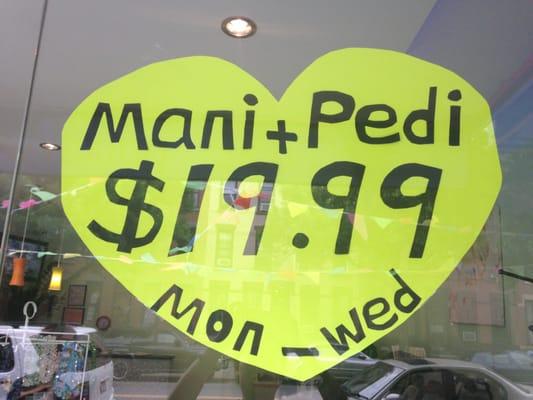 Mani + Pedi
$19.99
Mon - Wed